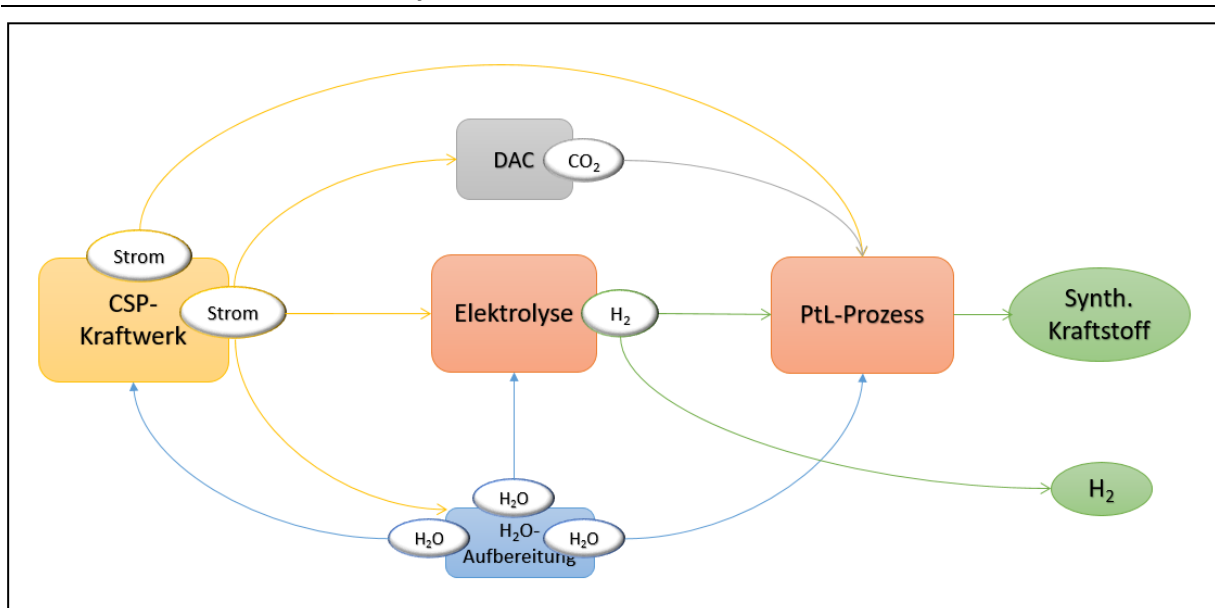 DAC
CO₂
Strom
CSP-
Kraftwerk
Strom
Elektrolyse
H₂
PtL-Prozess
Synth.
Kraftstoff
H₂
H₂O
H₂O
H₂O-
Aufbereitung
H₂O